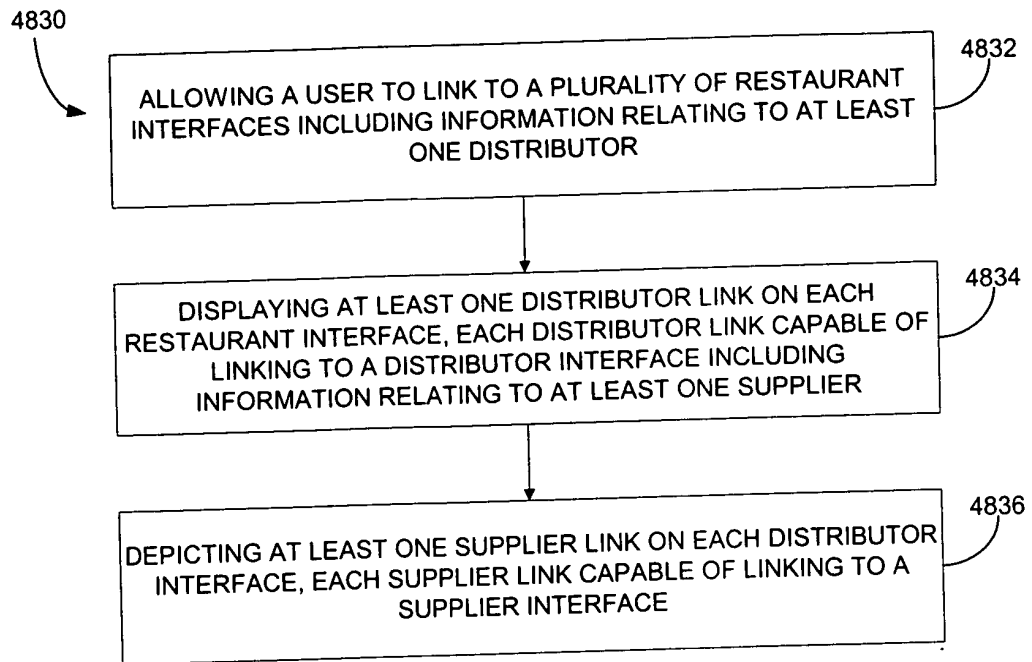 4830
4832
ALLOWING A USER TO LINK TO A PLURALITY OF RESTAURANT
INTERFACES INCLUDING INFORMATION RELATING TO AT LEAST
ONE DISTRIBUTOR
4834
DISPLAYING AT LEAST ONE DISTRIBUTOR LINK ON EACH
RESTAURANT INTERFACE, EACH DISTRIBUTOR LINK CAPABLE OF
LINKING TO A DISTRIBUTOR INTERFACE INCLUDING
INFORMATION RELATING TO AT LEAST ONE SUPPLIER
4836
DEPICTING AT LEAST ONE SUPPLIER LINK ON EACH DISTRIBUTOR
INTERFACE, EACH SUPPLIER LINK CAPABLE OF LINKING TO A
SUPPLIER INTERFACE